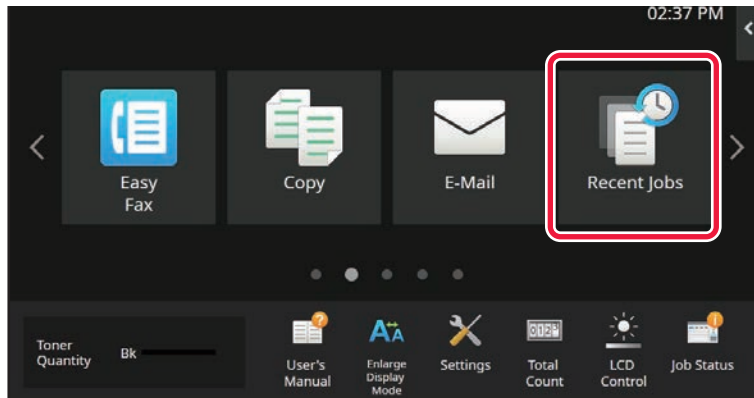 02:37 PM
Easy
Fax
Copy
E-Mail
Recent Jobs
Toner
Quantity
Bk
User's
Manual
Enlarge
Display
Mode
Settings
Total
Count
LCD
Control
Job Status